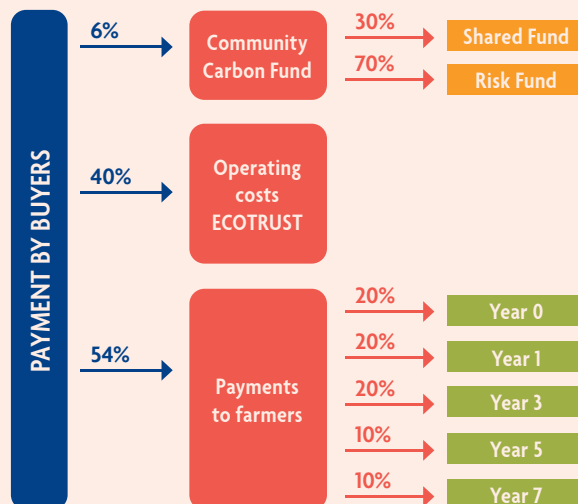 PAYMENT BY BUYERS
6%
Community
Carbon Fund
30%
Shared Fund
70%
Risk Fund
40%
Operating
costs
ECOTRUST
54%
Payments
to farmers
20%
Year 0
20%
Year 1
20%
Year 3
10%
Year 5
10%
Year 7